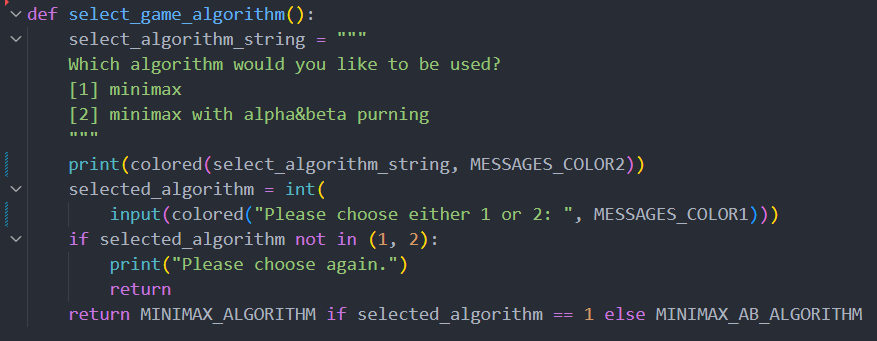 def select_game_algorithm():
    select_algorithm_string = """
    Which algorithm would you like to be used?
    [1] minimax
    [2] minimax with alpha&beta purning
    """
    print(colored(select_algorithm_string, MESSAGES_COLOR2))
    selected_algorithm = int(
        input(colored("Please choose either 1 or 2: ", MESSAGES_COLOR1)))
    if selected_algorithm not in (1, 2):
        print("Please choose again.")
        return
    return MINIMAX_ALGORITHM if selected_algorithm == 1 else MINIMAX_AB_ALGORITHM